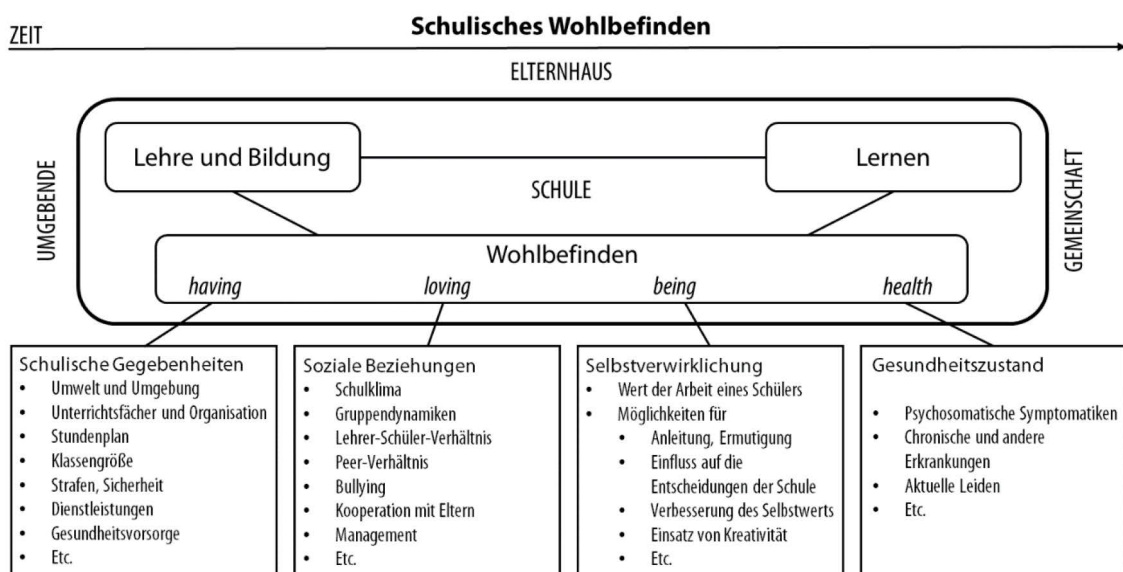 Schulisches Wohlbefinden
ZEIT
ELTERNHAUS
UMGEBENDE
GEMEINSCHAFT
Lehre und Bildung
Lernen
SCHULE
Wohlbefinden
having
loving
being
health
Schulische Gegebenheiten
• Umwelt und Umgebung
• Unterrichtsfächer und Organisation
• Stundenplan
• Klassengröße
• Strafen, Sicherheit
• Dienstleistungen
• Gesundheitsvorsorge
• Etc.
Soziale Beziehungen
• Schulklima
• Gruppendynamiken
• Lehrer-Schüler-Verhältnis
• Peer-Verhältnis
• Bullying
• Kooperation mit Eltern
• Management
• Etc.
Selbstverwirklichung
• Wert der Arbeit eines Schülers
• Möglichkeiten für
• Anleitung, Ermutigung
• Einfluss auf die
Entscheidungen der Schule
• Verbesserung des Selbstwerts
• Einsatz von Kreativität
• Etc.
Gesundheitszustand
• Psychosomatische Symptomatiken
• Chronische und andere
Erkrankungen
• Aktuelle Leiden
• Etc.